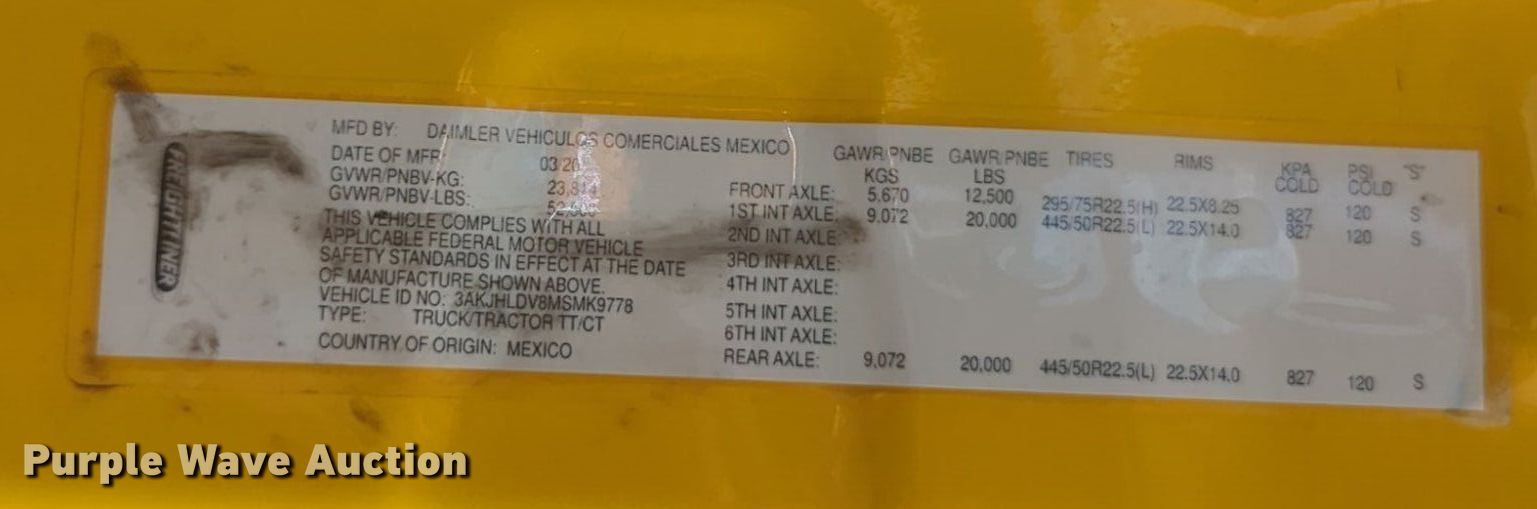 FREIGHTLINER
MFD BY: DAIMLER VEHICULOS COMERCIALES MEXICO
DATE OF MFR: 03/20
GVWR/PNBV-KG: 23,814
GVWR/PNBV-LBS:
THIS VEHICLE COMPLIES WITH ALL
APPLICABLE FEDERAL MOTOR VEHICLE
SAFETY STANDARDS IN EFFECT AT THE DATE
OF MANUFACTURE SHOWN ABOVE.
VEHICLE ID NO: 3AKJHLDV8MSMK9778
TYPE: TRUCK/TRACTOR TT/CT
COUNTRY OF ORIGIN: MEXICO
GAWR/PNBE KGS GAWR/PNBE LBS TIRES RIMS KPA COLD PSI COLD "S"
FRONT AXLE: 5,670 12,500 295/75R22.5(H) 22.5X8.25 827 120 S
1ST INT AXLE: 9,072 20,000 445/50R22.5(L) 22.5X14.0 827 120 S
2ND INT AXLE:
3RD INT AXLE:
4TH INT AXLE:
5TH INT AXLE:
6TH INT AXLE:
REAR AXLE: 9,072 20,000 445/50R22.5(L) 22.5X14.0 827 120 S
Purple Wave Auction